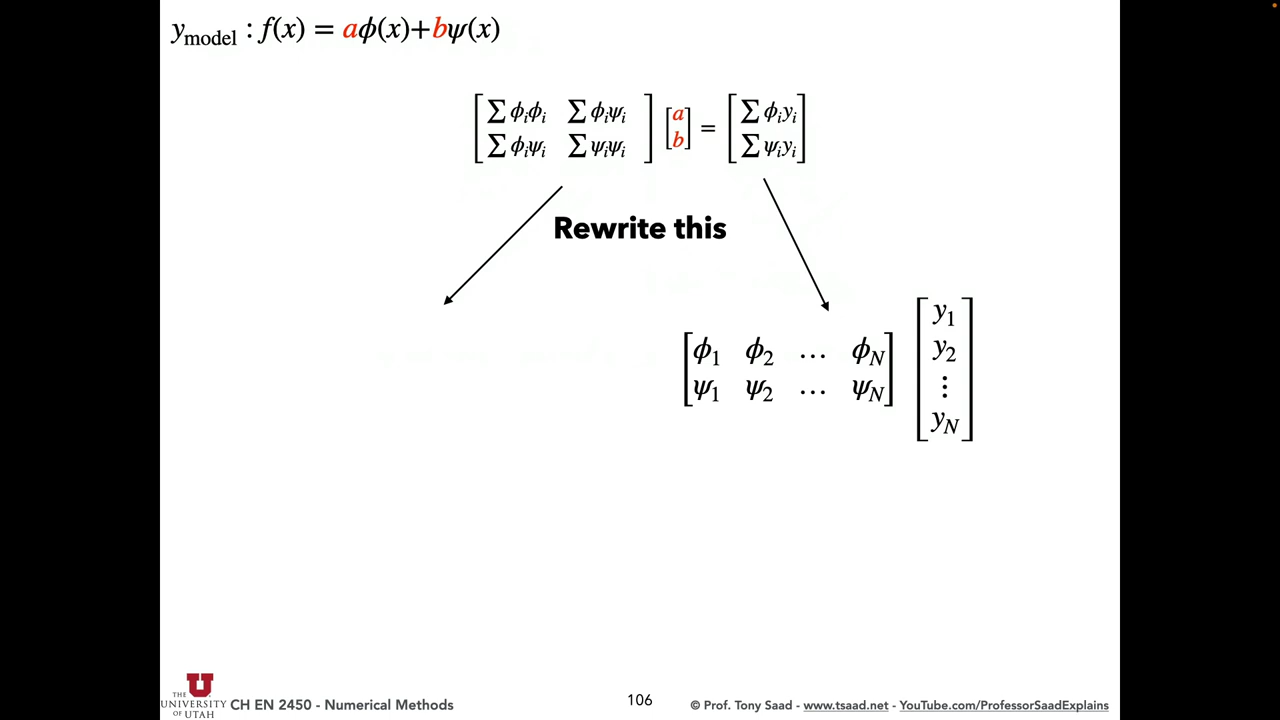 y_model : f(x) = aϕ(x)+bψ(x)
[∑ϕᵢϕᵢ ∑ϕᵢψᵢ] [a] = [∑ϕᵢyᵢ]
[∑ϕᵢψᵢ ∑ψᵢψᵢ] [b] [∑ψᵢyᵢ]
Rewrite this
[ϕ₁ ϕ₂ … ϕ_N]
[ψ₁ ψ₂ … ψ_N]
[y₁
y₂
⋮
y_N]
THE
UNIVERSITY
OF UTAH
CH EN 2450 - Numerical Methods
106
© Prof. Tony Saad - www.tsaad.net - YouTube.com/ProfessorSaadExplains